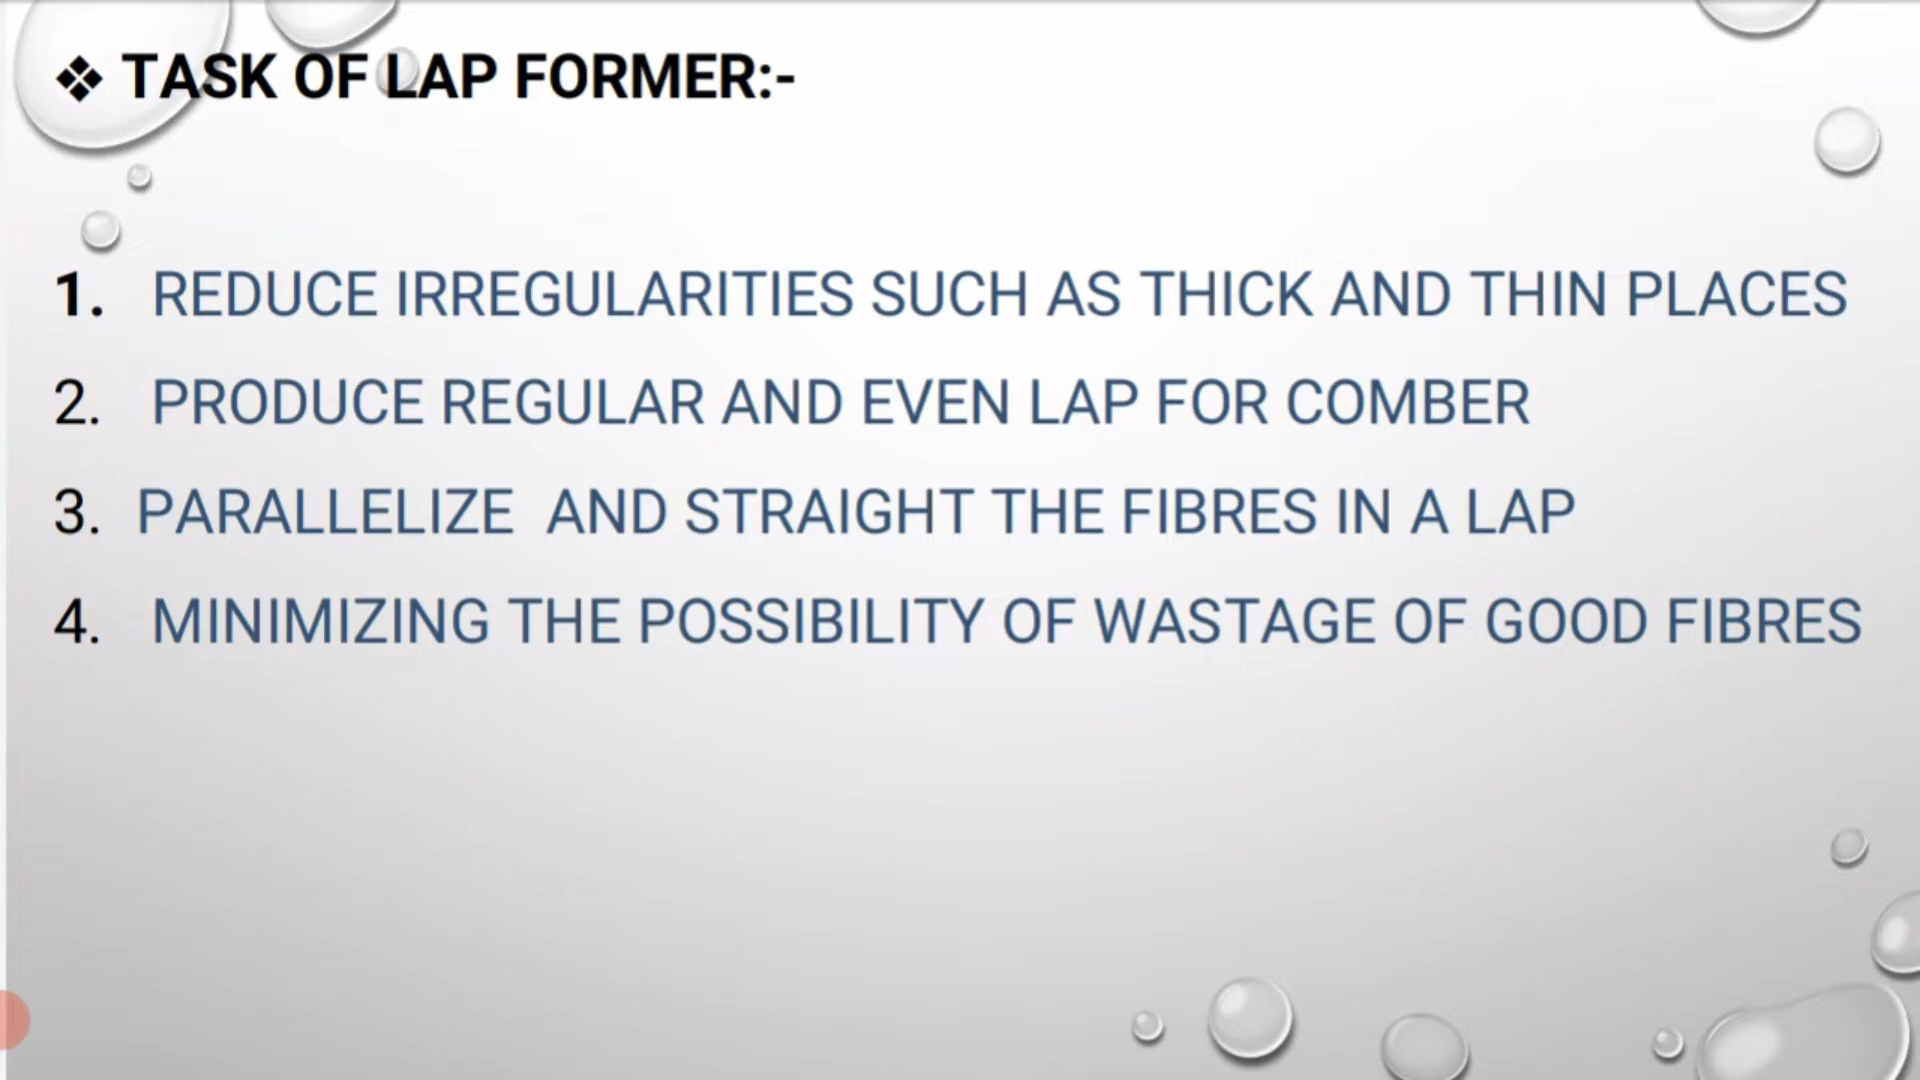 ❖ TASK OF LAP FORMER:-
1. REDUCE IRREGULARITIES SUCH AS THICK AND THIN PLACES
2. PRODUCE REGULAR AND EVEN LAP FOR COMBER
3. PARALLELIZE AND STRAIGHT THE FIBRES IN A LAP
4. MINIMIZING THE POSSIBILITY OF WASTAGE OF GOOD FIBRES